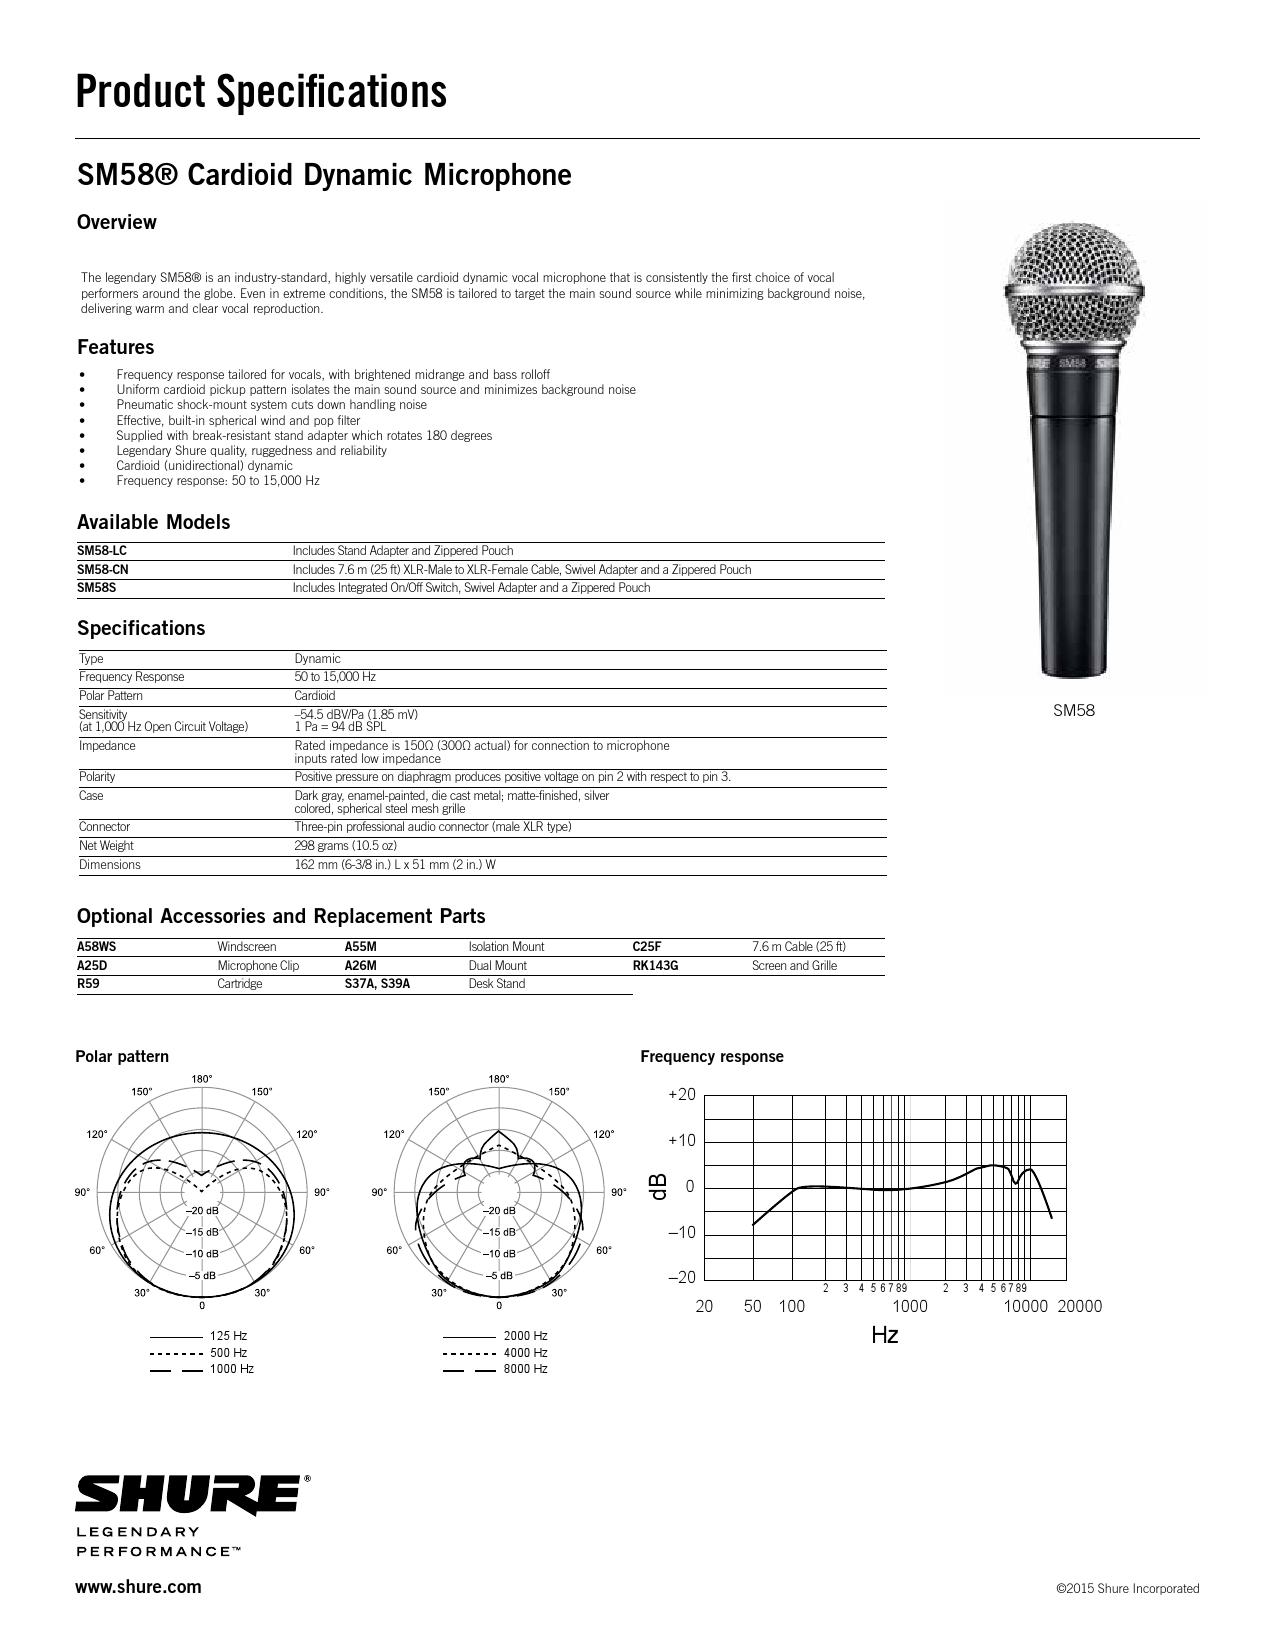 Product Specifications
SM58® Cardioid Dynamic Microphone
Overview
The legendary SM58® is an industry-standard, highly versatile cardioid dynamic vocal microphone that is consistently the first choice of vocal
performers around the globe. Even in extreme conditions, the SM58 is tailored to target the main sound source while minimizing background noise,
delivering warm and clear vocal reproduction.
Features
• Frequency response tailored for vocals, with brightened midrange and bass rolloff
• Uniform cardioid pickup pattern isolates the main sound source and minimizes background noise
• Pneumatic shock-mount system cuts down handling noise
• Effective, built-in spherical wind and pop filter
• Supplied with break-resistant stand adapter which rotates 180 degrees
• Legendary Shure quality, ruggedness and reliability
• Cardioid (unidirectional) dynamic
• Frequency response: 50 to 15,000 Hz
SM58
SM58
Available Models
SM58-LC Includes Stand Adapter and Zippered Pouch
SM58-CN Includes 7.6 m (25 ft) XLR-Male to XLR-Female Cable, Swivel Adapter and a Zippered Pouch
SM58S Includes Integrated On/Off Switch, Swivel Adapter and a Zippered Pouch
Specifications
Type Dynamic
Frequency Response 50 to 15,000 Hz
Polar Pattern Cardioid
Sensitivity –54.5 dBV/Pa (1.85 mV)
(at 1,000 Hz Open Circuit Voltage) 1 Pa = 94 dB SPL
Impedance Rated impedance is 150Ω (300Ω actual) for connection to microphone
inputs rated low impedance
Polarity Positive pressure on diaphragm produces positive voltage on pin 2 with respect to pin 3.
Case Dark gray, enamel-painted, die cast metal; matte-finished, silver
colored, spherical steel mesh grille
Connector Three-pin professional audio connector (male XLR type)
Net Weight 298 grams (10.5 oz)
Dimensions 162 mm (6-3/8 in.) L x 51 mm (2 in.) W
Optional Accessories and Replacement Parts
A58WS Windscreen A55M Isolation Mount C25F 7.6 m Cable (25 ft)
A25D Microphone Clip A26M Dual Mount RK143G Screen and Grille
R59 Cartridge S37A, S39A Desk Stand
Polar pattern
180°
150° 150°
120° 120°
90° 90°
–20 dB
–15 dB
60° 60°
–10 dB
–5 dB
30° 30°
0
125 Hz
500 Hz
1000 Hz
180°
150° 150°
120° 120°
90° 90°
–20 dB
–15 dB
60° 60°
–10 dB
–5 dB
30° 30°
0
2000 Hz
4000 Hz
8000 Hz
Frequency response
+20
+10
0
dB
–10
–20
2 3 4 5 6 7 8 9 2 3 4 5 6 7 8 9
20 50 100 1000 10000 20000
Hz
SHURE®
LEGENDARY
PERFORMANCE™
www.shure.com
©2015 Shure Incorporated